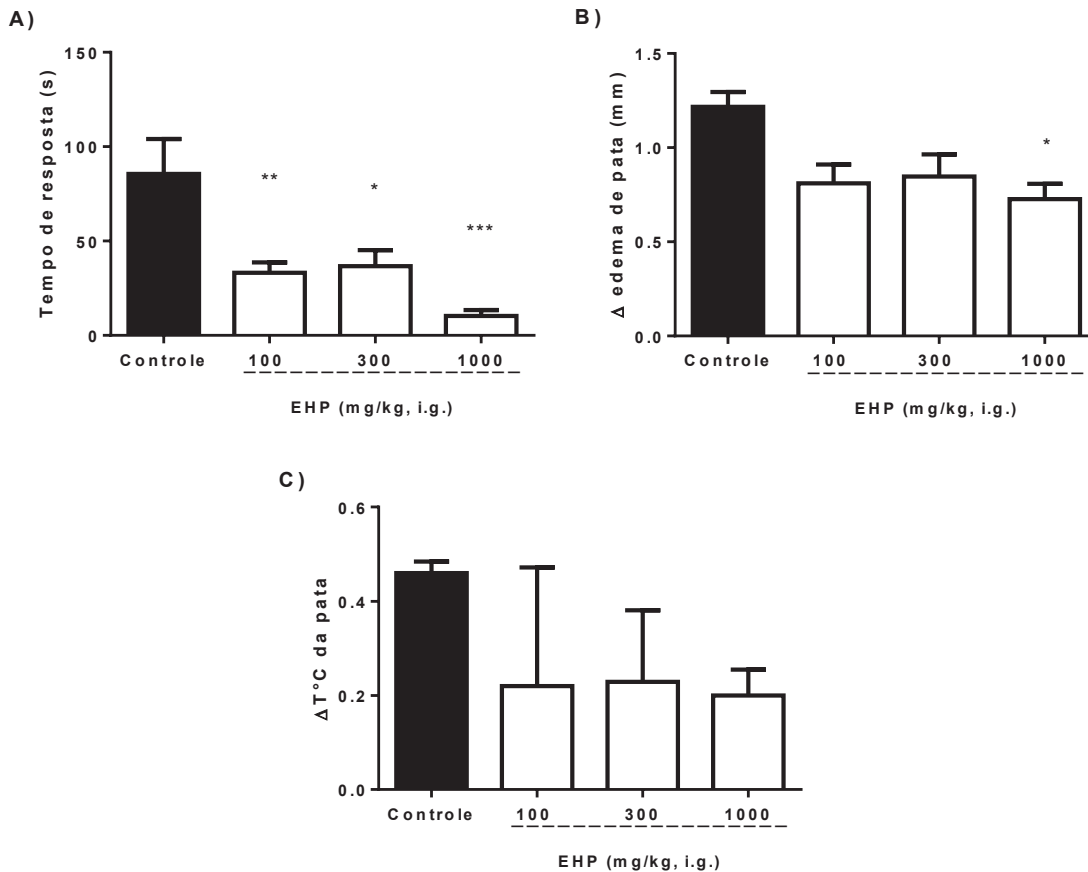 A)
Tempo de resposta (s)
150
100
50
0
**
*
***
Controle 100 300 1000
EHP (mg/kg, i.g.)
B)
Δ edema de pata (mm)
1.5
1.0
0.5
0.0
*
Controle 100 300 1000
EHP (mg/kg, i.g.)
C)
ΔT°C da pata
0.6
0.4
0.2
0.0
Controle 100 300 1000
EHP (mg/kg, i.g.)